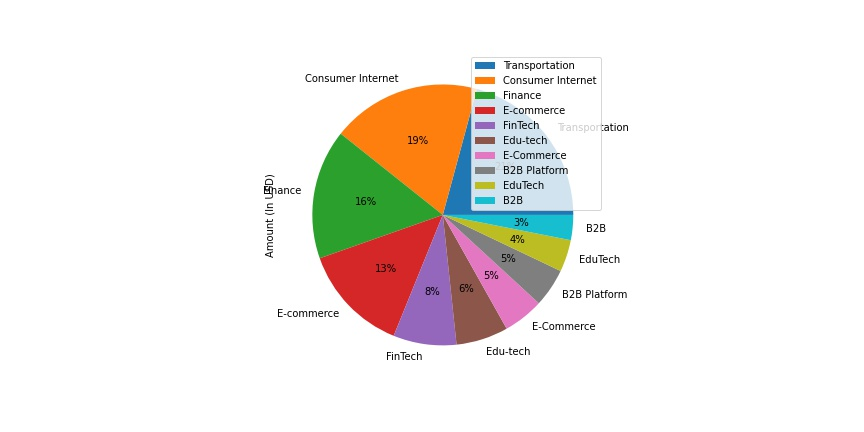 Transportation
Consumer Internet
Finance
E-commerce
FinTech
Edu-tech
E-Commerce
B2B Platform
EduTech
B2B
Consumer Internet
Transportation
19%
Finance
16%
Amount (In USD)
3%
B2B
4%
EduTech
5%
B2B Platform
5%
E-Commerce
13%
E-commerce
8%
FinTech
6%
Edu-tech